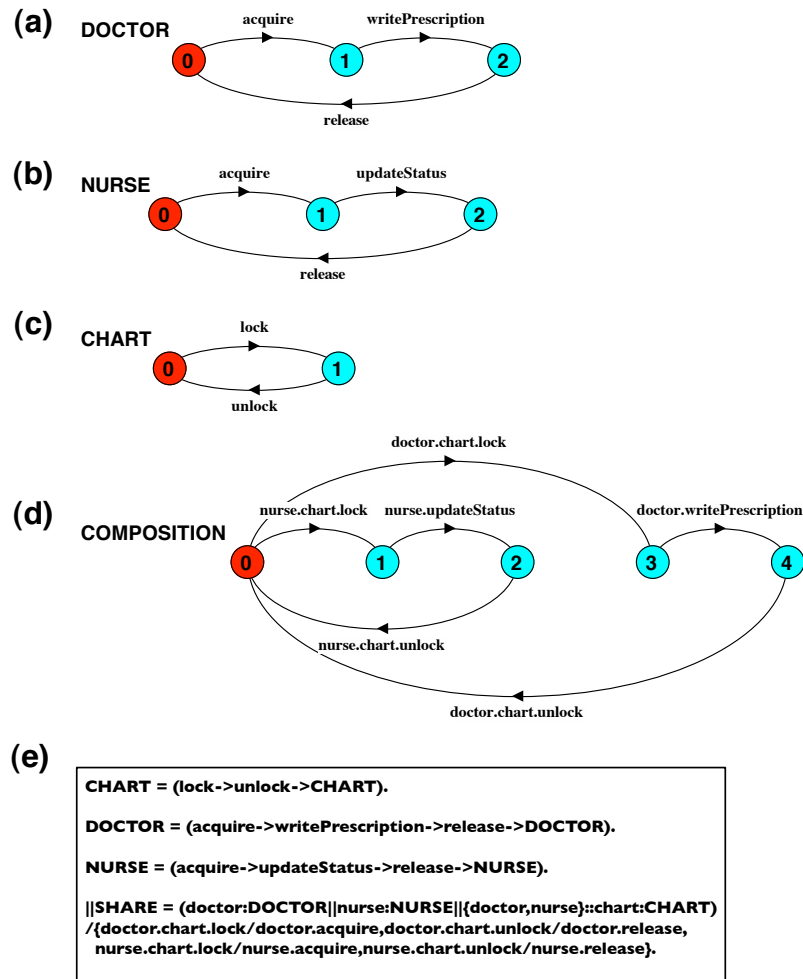 (a)
DOCTOR
acquire
writePrescription
0
1
2
release
(b)
NURSE
acquire
updateStatus
0
1
2
release
(c)
CHART
lock
0
1
unlock
(d)
COMPOSITION
doctor.chart.lock
nurse.chart.lock
nurse.updateStatus
doctor.writePrescription
0
1
2
3
4
nurse.chart.unlock
doctor.chart.unlock
(e)
CHART = (lock->unlock->CHART).
DOCTOR = (acquire->writePrescription->release->DOCTOR).
NURSE = (acquire->updateStatus->release->NURSE).
||SHARE = (doctor:DOCTOR||nurse:NURSE||{doctor,nurse}::chart:CHART)
/{doctor.chart.lock/doctor.acquire,doctor.chart.unlock/doctor.release,
nurse.chart.lock/nurse.acquire,nurse.chart.unlock/nurse.release}.